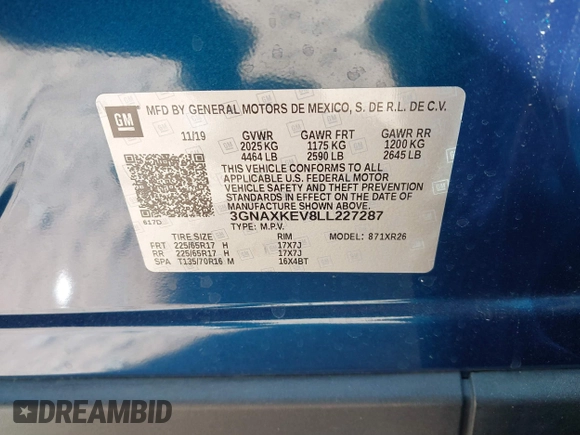 GM
MFD BY GENERAL MOTORS DE MEXICO, S. DE R.L. DE C.V.
11/19 GVWR GAWR FRT GAWR RR
2025 KG 1175 KG 1200 KG
4464 LB 2590 LB 2645 LB
THIS VEHICLE CONFORMS TO ALL
APPLICABLE U.S. FEDERAL MOTOR
VEHICLE SAFETY AND THEFT PREVENTION
STANDARDS IN EFFECT ON THE DATE OF
MANUFACTURE SHOWN ABOVE.
3GNAXKEV8LL227287
617D TYPE: M.P.V.
TIRE SIZE RIM MODEL: 871XR26
FRT 225/65R17 H 17X7J
RR 225/65R17 H 17X7J
SPA T135/70R16 M 16X4BT
DREAMBID